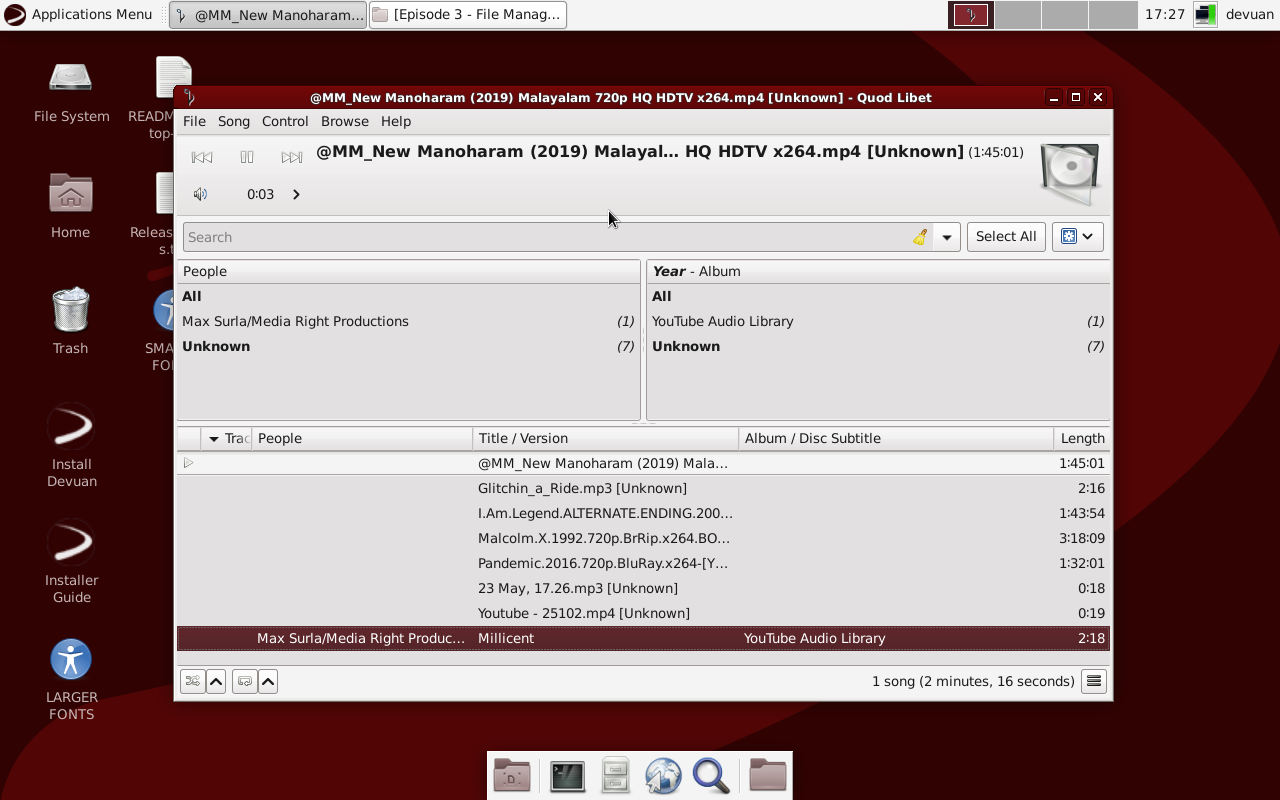 Applications Menu
@MM_New Manoharam...
[Episode 3 - File Manag...
17:27
devuan
File System
READM
top-
Home
Releas
s.t
Trash
SMA
FO
Install
Devuan
Installer
Guide
LARGER
FONTS
@MM_New Manoharam (2019) Malayalam 720p HQ HDTV x264.mp4 [Unknown] - Quod Libet
File Song Control Browse Help
@MM_New Manoharam (2019) Malayal... HQ HDTV x264.mp4 [Unknown] (1:45:01)
0:03
Search
Select All
People
All
Max Surla/Media Right Productions (1)
Unknown (7)
Year - Album
All
YouTube Audio Library (1)
Unknown (7)
Trac People Title / Version Album / Disc Subtitle Length
@MM_New Manoharam (2019) Mala... 1:45:01
Glitchin_a_Ride.mp3 [Unknown] 2:16
I.Am.Legend.ALTERNATE.ENDING.200... 1:43:54
Malcolm.X.1992.720p.BrRip.x264.BO... 3:18:09
Pandemic.2016.720p.BluRay.x264-[Y... 1:32:01
23 May, 17.26.mp3 [Unknown] 0:18
Youtube - 25102.mp4 [Unknown] 0:19
Max Surla/Media Right Produc... Millicent YouTube Audio Library 2:18
1 song (2 minutes, 16 seconds)